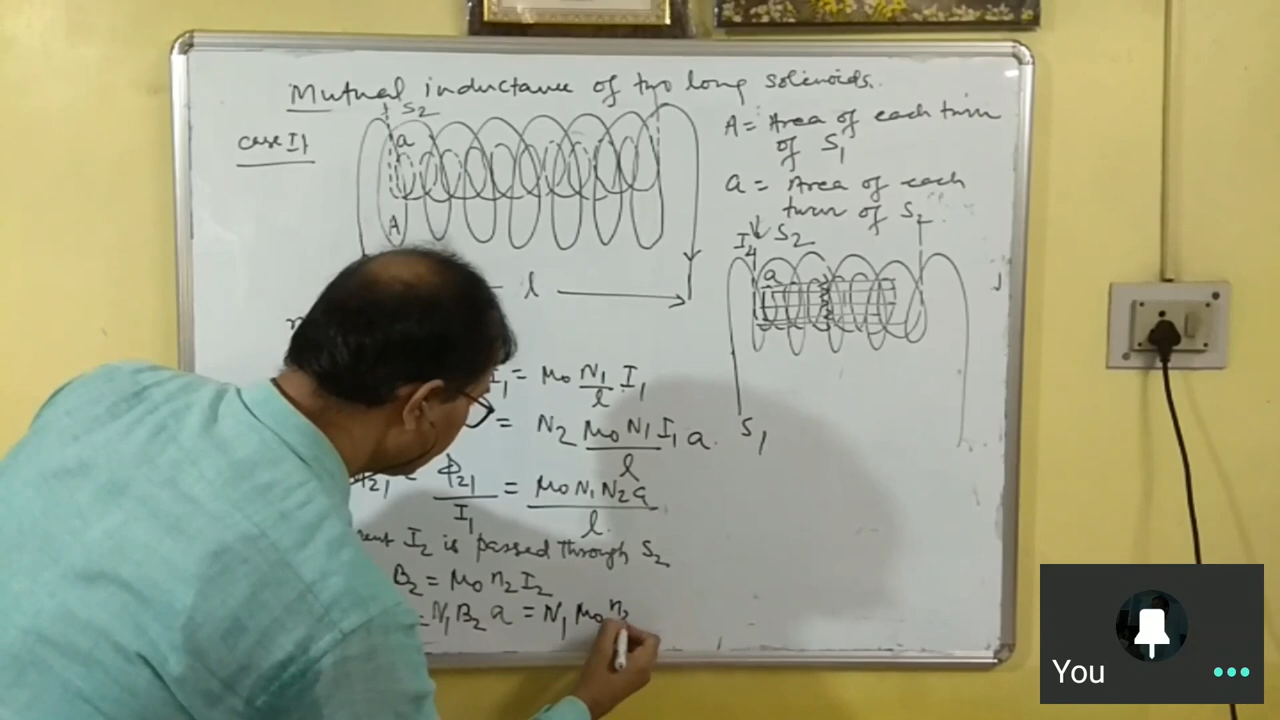 Mutual inductance of two long solenoids.
case I)
S2
a
A
l
A = Area of each turn
of S1
a = Area of each
turn of S2
I2
S2
a
S1
I1 = μ0 N1/l I1
= N2 μ0 N1 I1 a
l
21 = Φ21/I1 = μ0 N1 N2 a/l.
I2 is passed through S2
B2 = μ0 n2 I2
= N1 B2 a = N1 μ0 n2
You